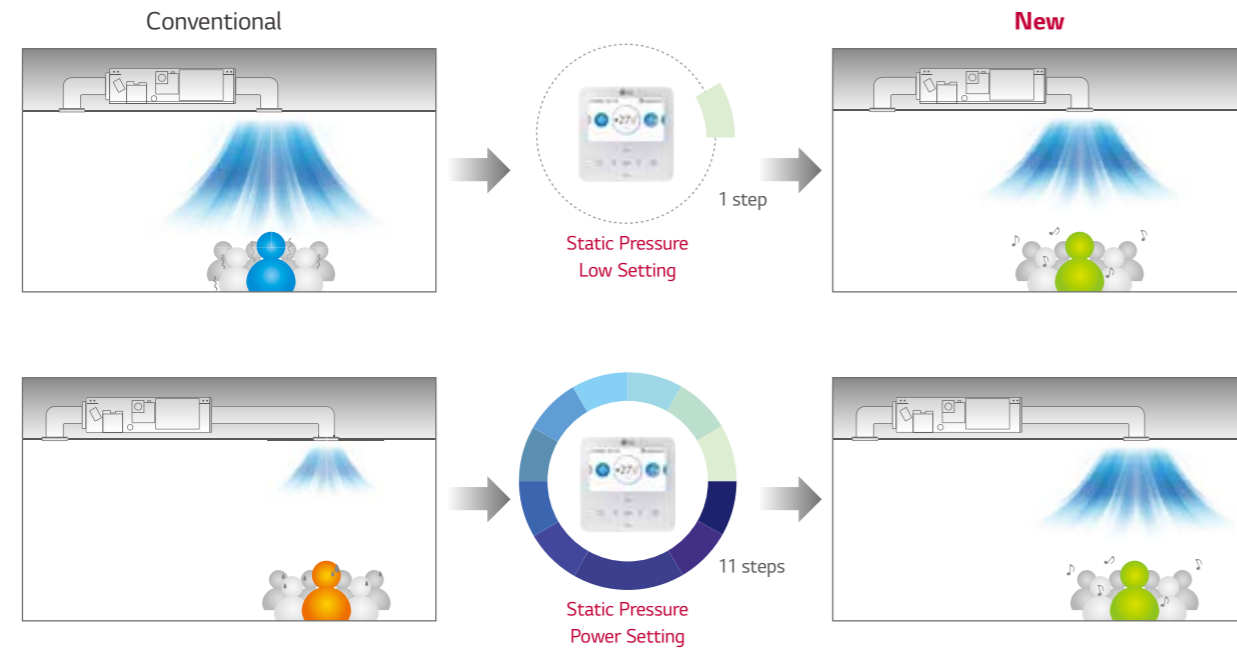 Conventional
New
1 step
Static Pressure
Low Setting
11 steps
Static Pressure
Power Setting